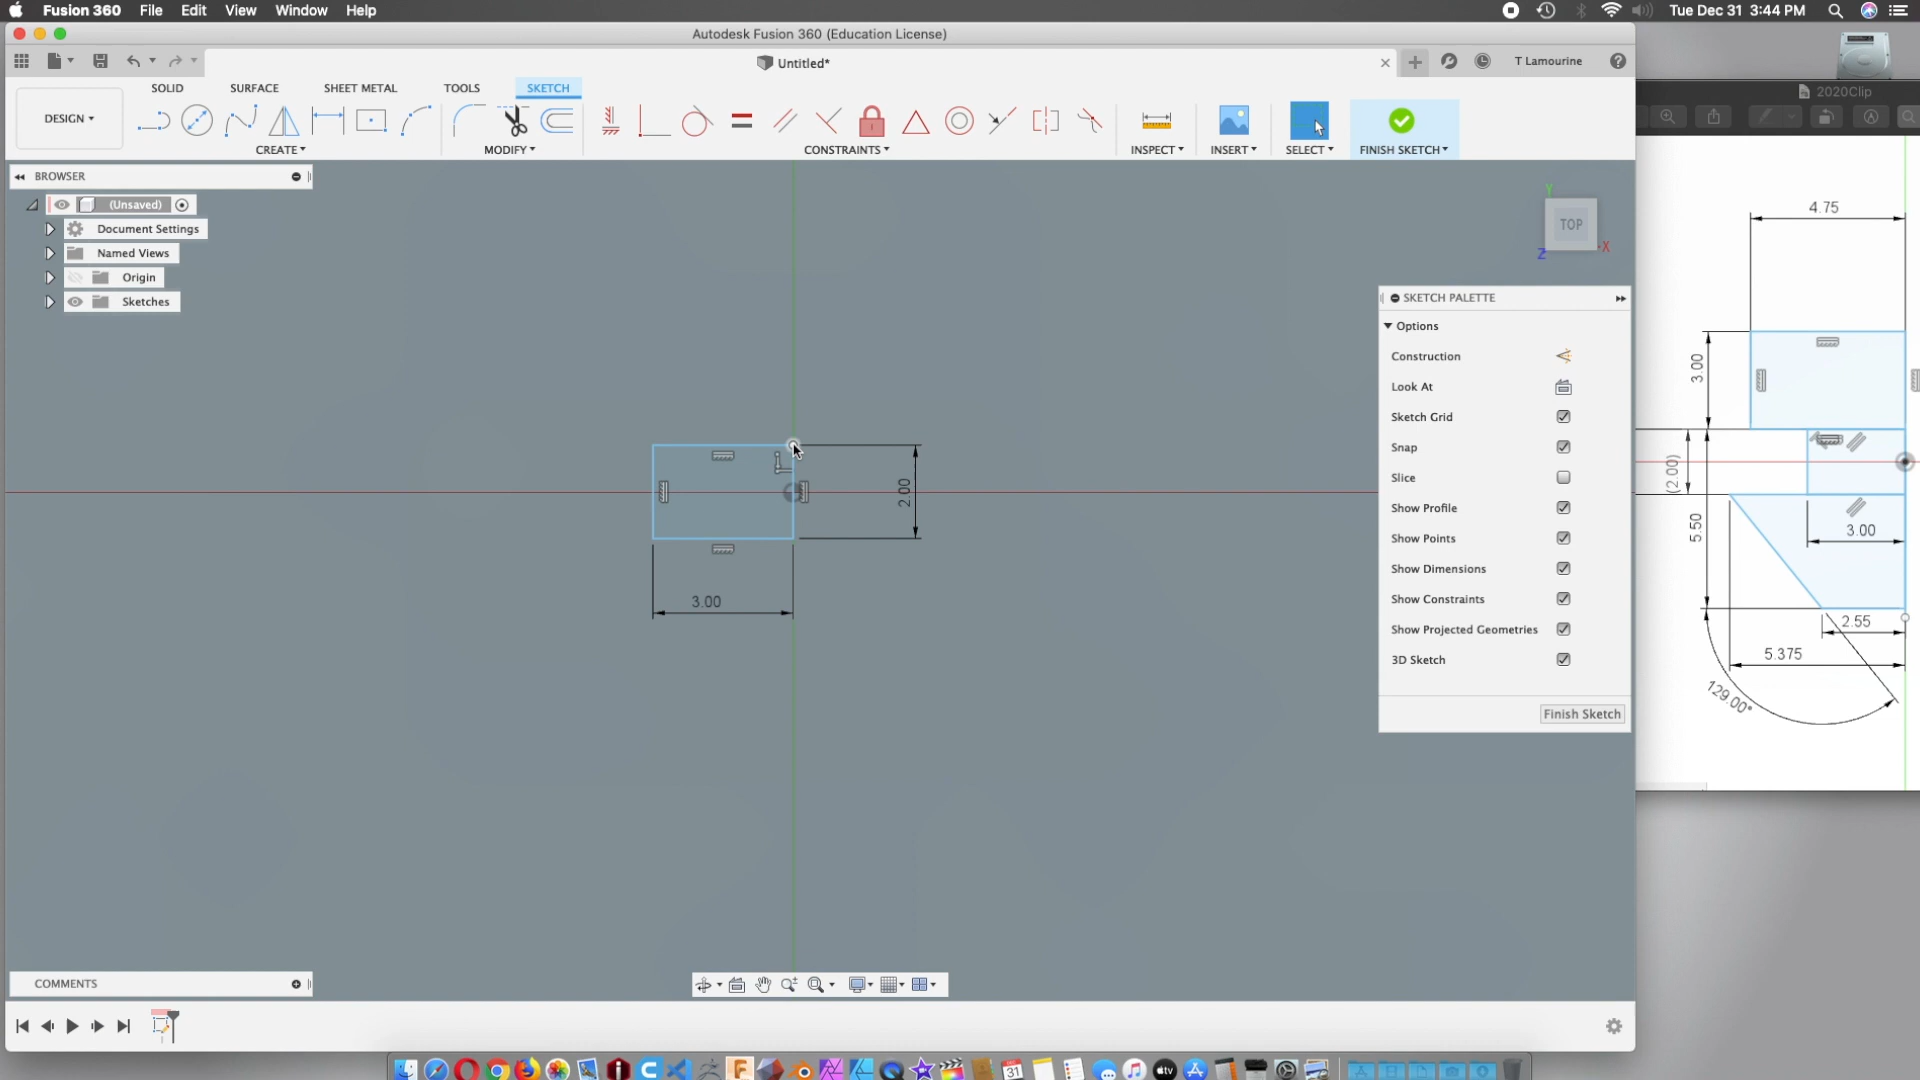 Fusion 360 File Edit View Window Help Tue Dec 31 3:44 PM
Autodesk Fusion 360 (Education License)
Untitled* T Lamourine
SOLID SURFACE SHEET METAL TOOLS SKETCH
DESIGN
CREATE MODIFY CONSTRAINTS INSPECT INSERT SELECT FINISH SKETCH
BROWSER
(Unsaved)
Document Settings
Named Views
Origin
Sketches
Y
TOP
X
Z
2.00
3.00
SKETCH PALETTE
Options
Construction
Look At
Sketch Grid
Snap
Slice
Show Profile
Show Points
Show Dimensions
Show Constraints
Show Projected Geometries
3D Sketch
Finish Sketch
2020Clip
4.75
3.00
(2.00)
5.50
3.00
2.55
5.375
129.00°
COMMENTS
31
tv